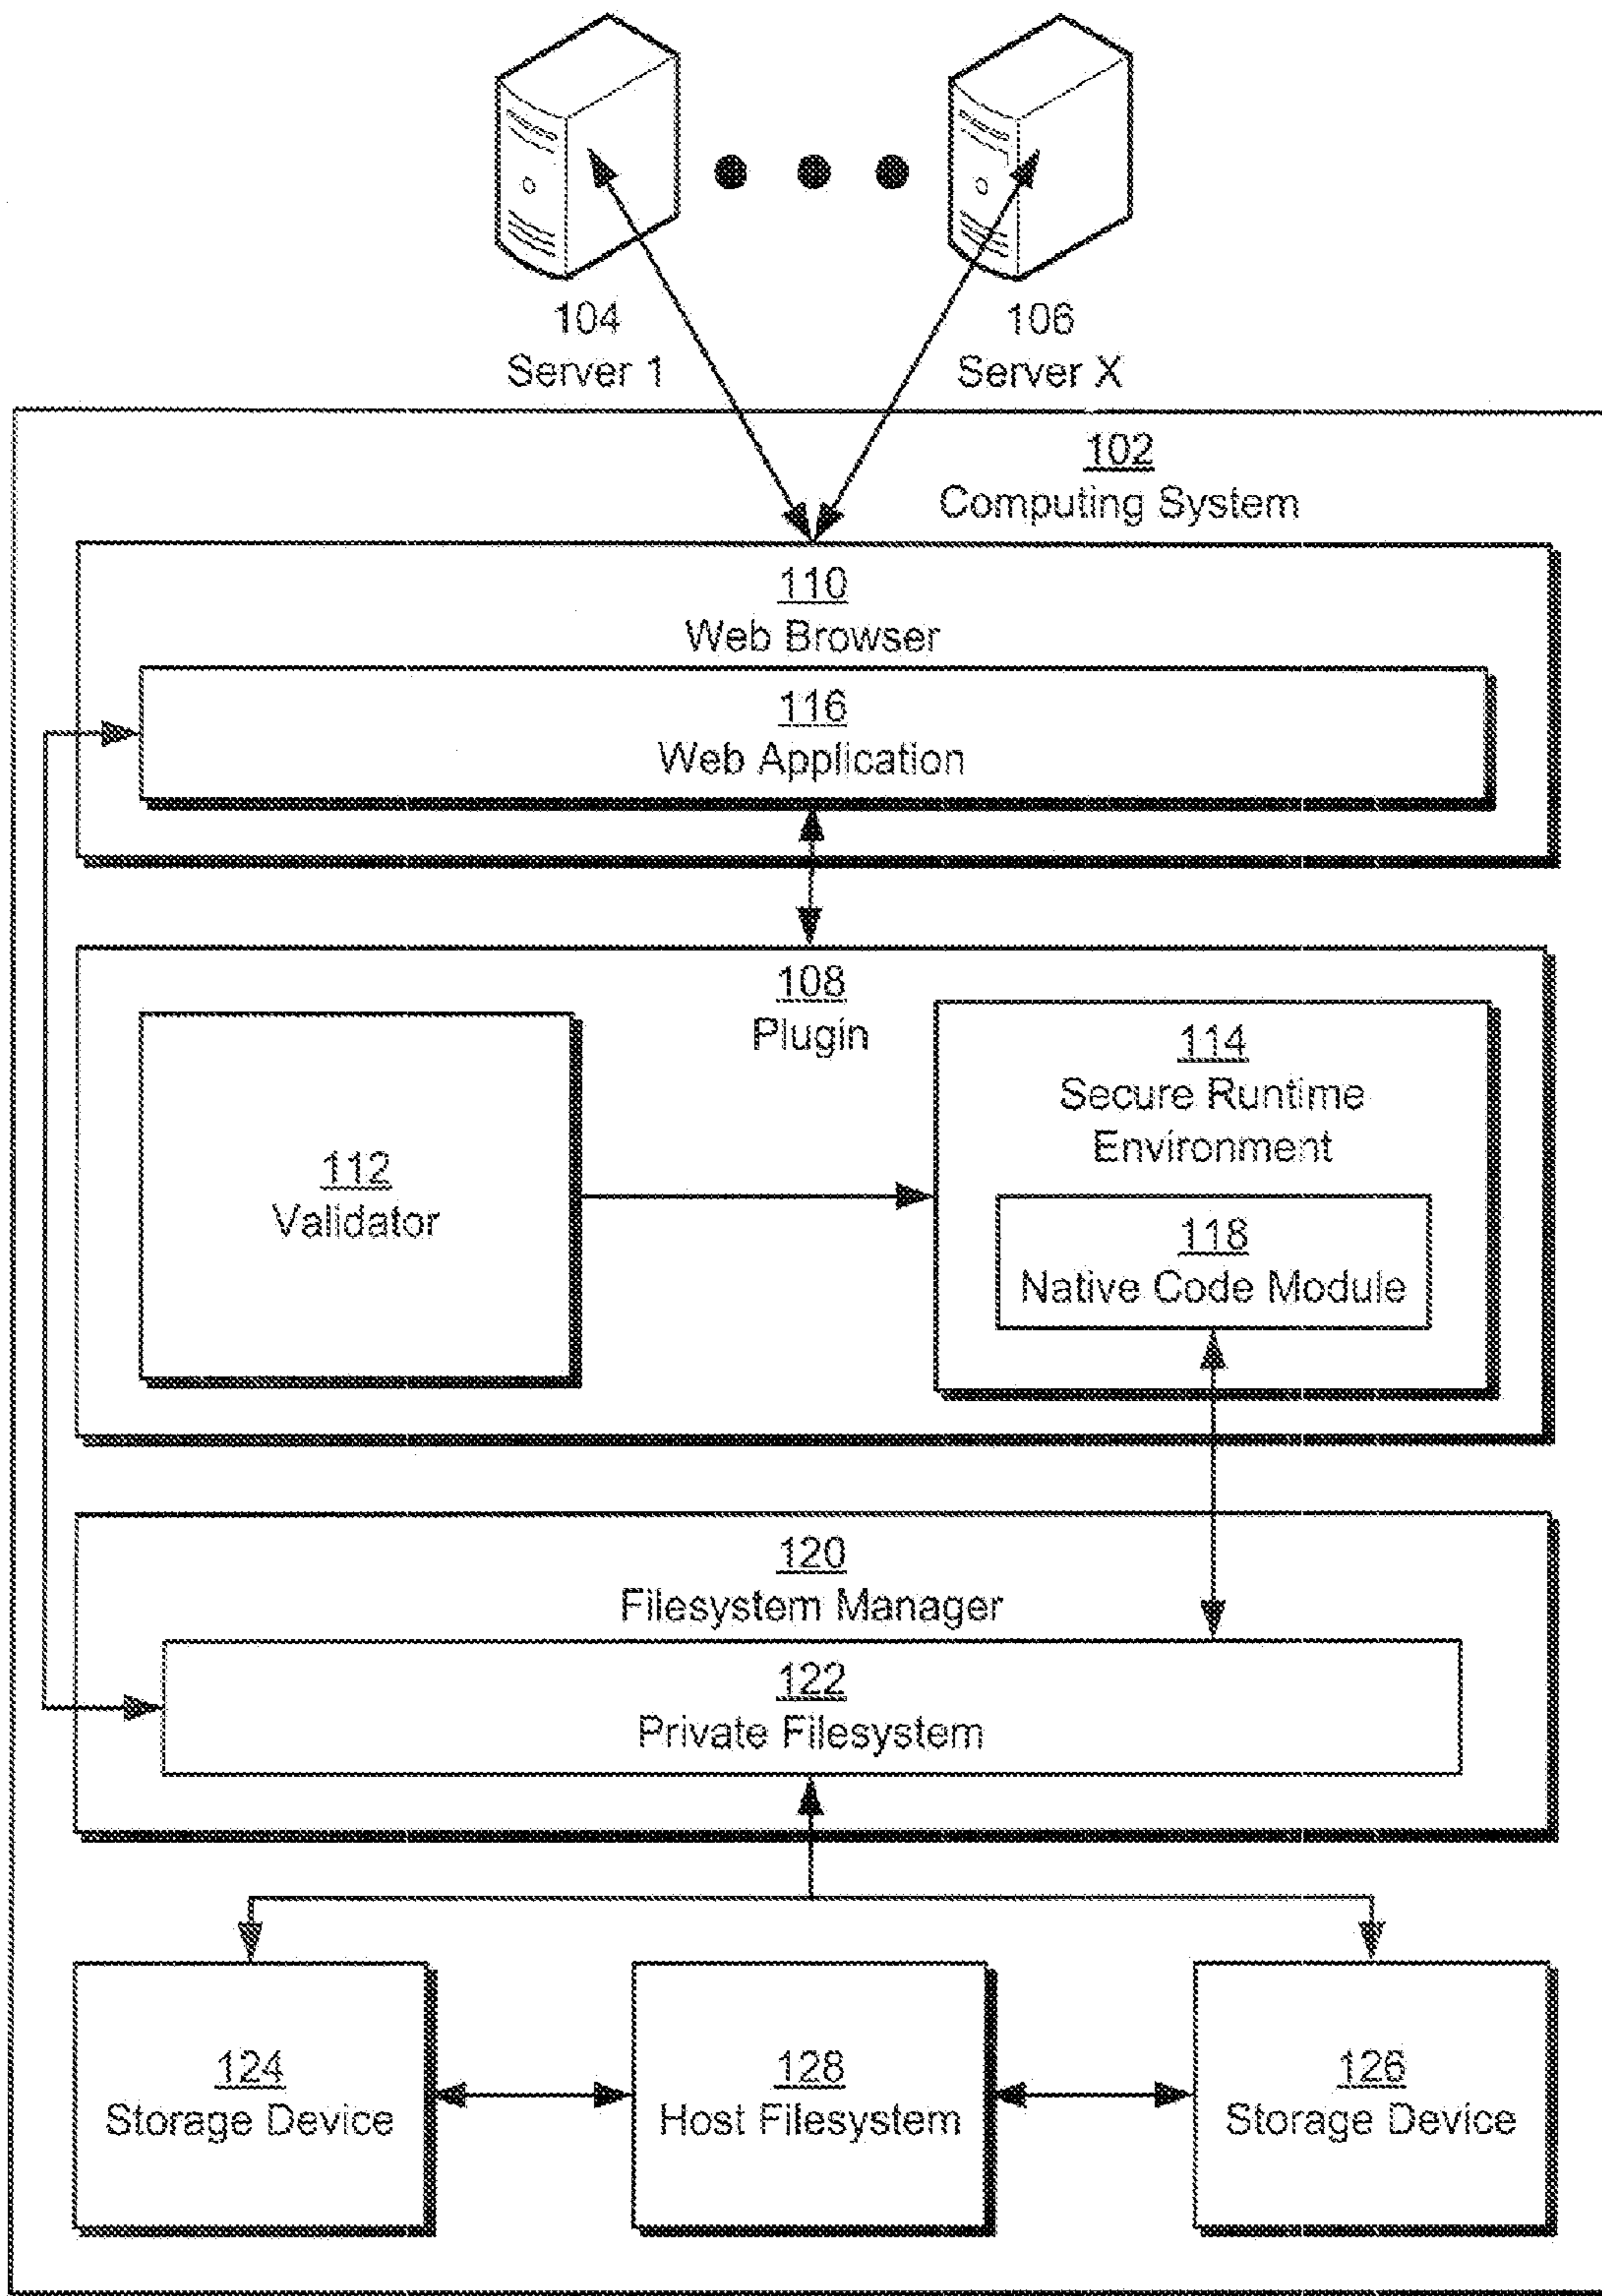 104
Server 1
106
Server X
102
Computing System
110
Web Browser
116
Web Application
108
Plugin
112
Validator
114
Secure Runtime
Environment
118
Native Code Module
120
Filesystem Manager
122
Private Filesystem
124
Storage Device
128
Host Filesystem
126
Storage Device